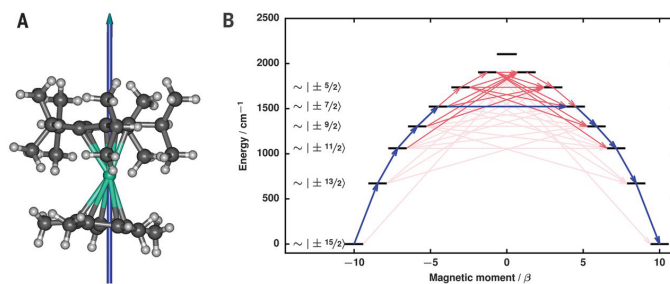 A
B
Energy / cm⁻¹
2500
2000
1500
1000
500
0
~ | ± 5/2⟩
~ | ± 7/2⟩
~ | ± 9/2⟩
~ | ± 11/2⟩
~ | ± 13/2⟩
~ | ± 15/2⟩
−10
−5
0
5
10
Magnetic moment / β